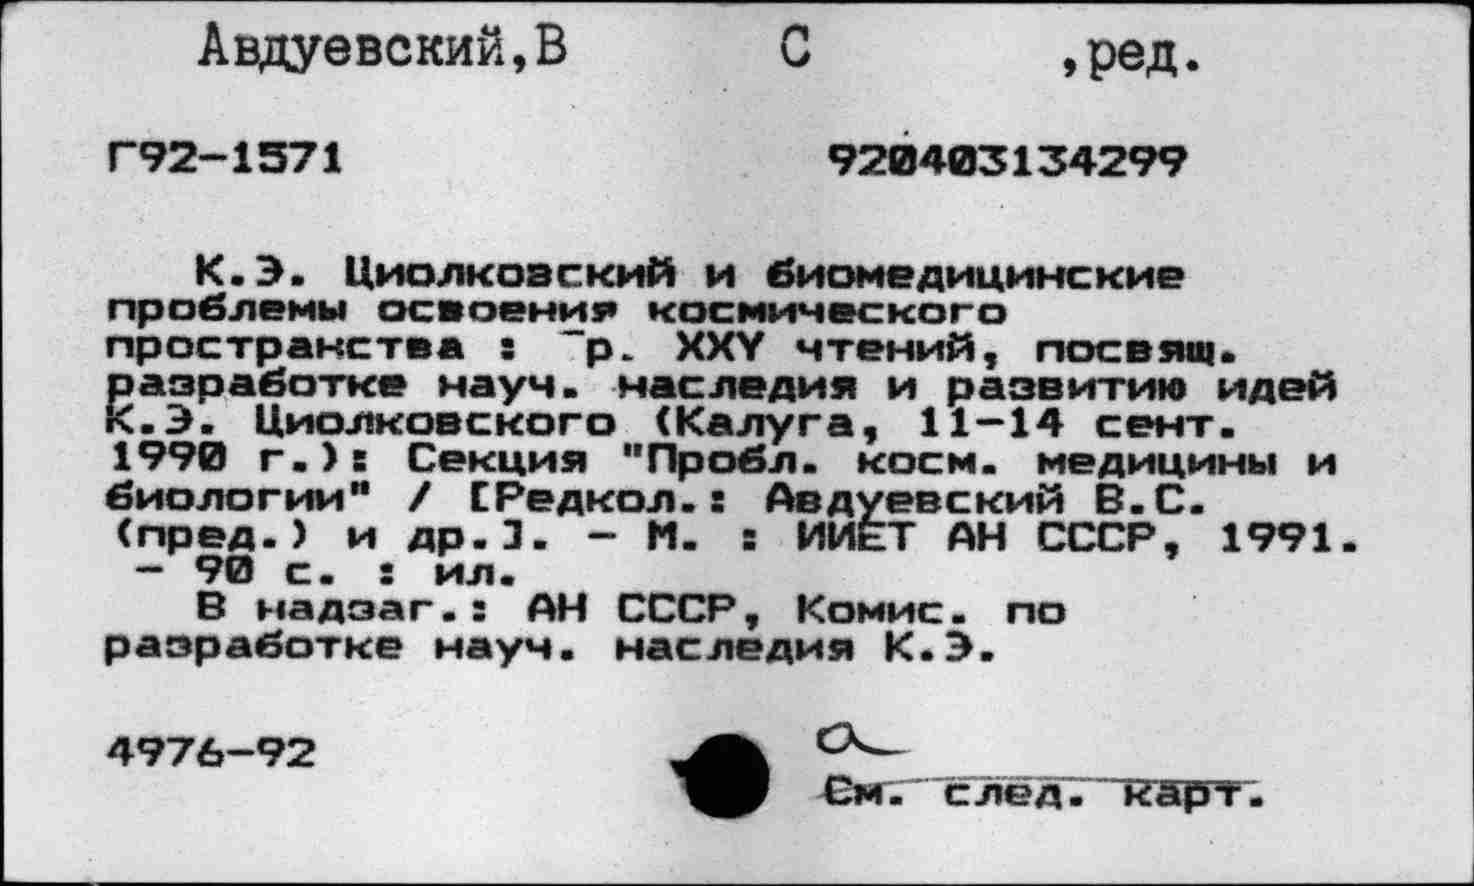 Авдуевский,В С ,ред.
Г92-1571 920403134299
К.Э. Циолковский и биомедицинские
проблемы освоения космического
пространства : р. XXY чтений, посвящ.
разработке науч. наследия и развитию идей
К.Э. Циолковского (Калуга, 11-14 сент.
1990 г.): Секция "Пробл. косм. медицины и
биологии" / [Редкол.: Авдуевский В.С.
(пред.) и др.]. - М. : ИИЕТ АН СССР, 1991.
- 90 с. : ил.
В надзаг.: АН СССР, Комис. по
разработке науч. наследия К.Э.
4976-92
См. след. карт.